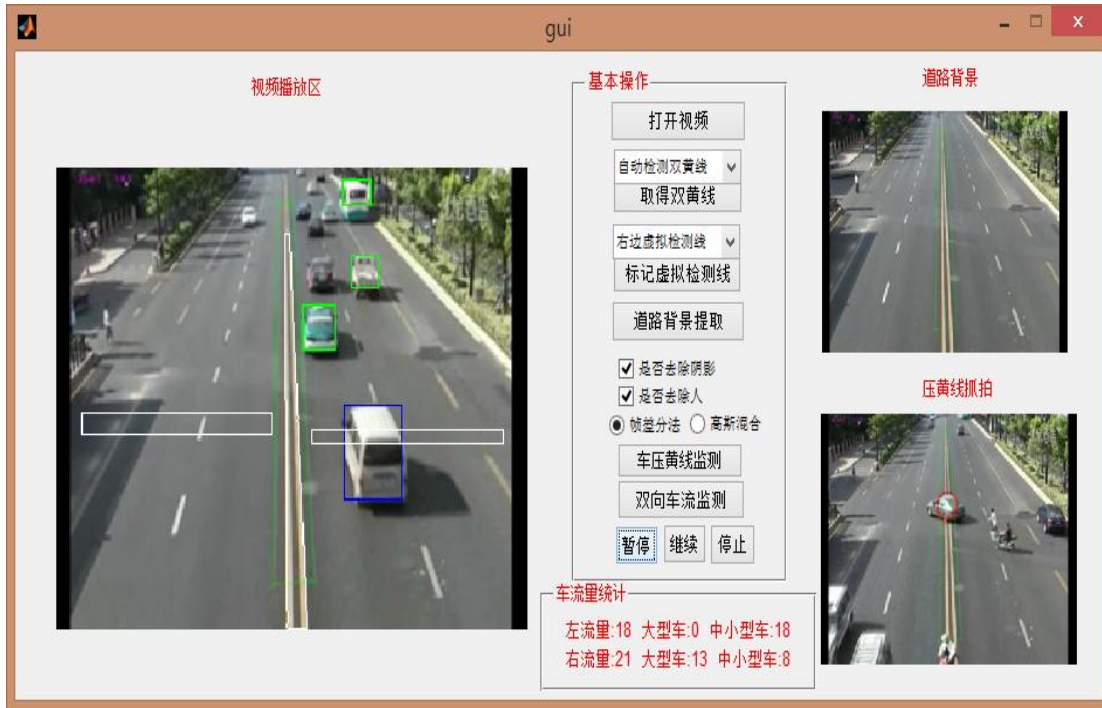 gui
视频播放区
基本操作
打开视频
自动检测双黄线
取得双黄线
右边虚拟检测线
标记虚拟检测线
道路背景提取
是否去除阴影
是否去除人
帧差分法 高斯混合
车压黄线监测
双向车流监测
暂停 继续 停止
车流量统计
左流量:18 大型车:0 中小型车:18
右流量:21 大型车:13 中小型车:8
道路背景
压黄线抓拍